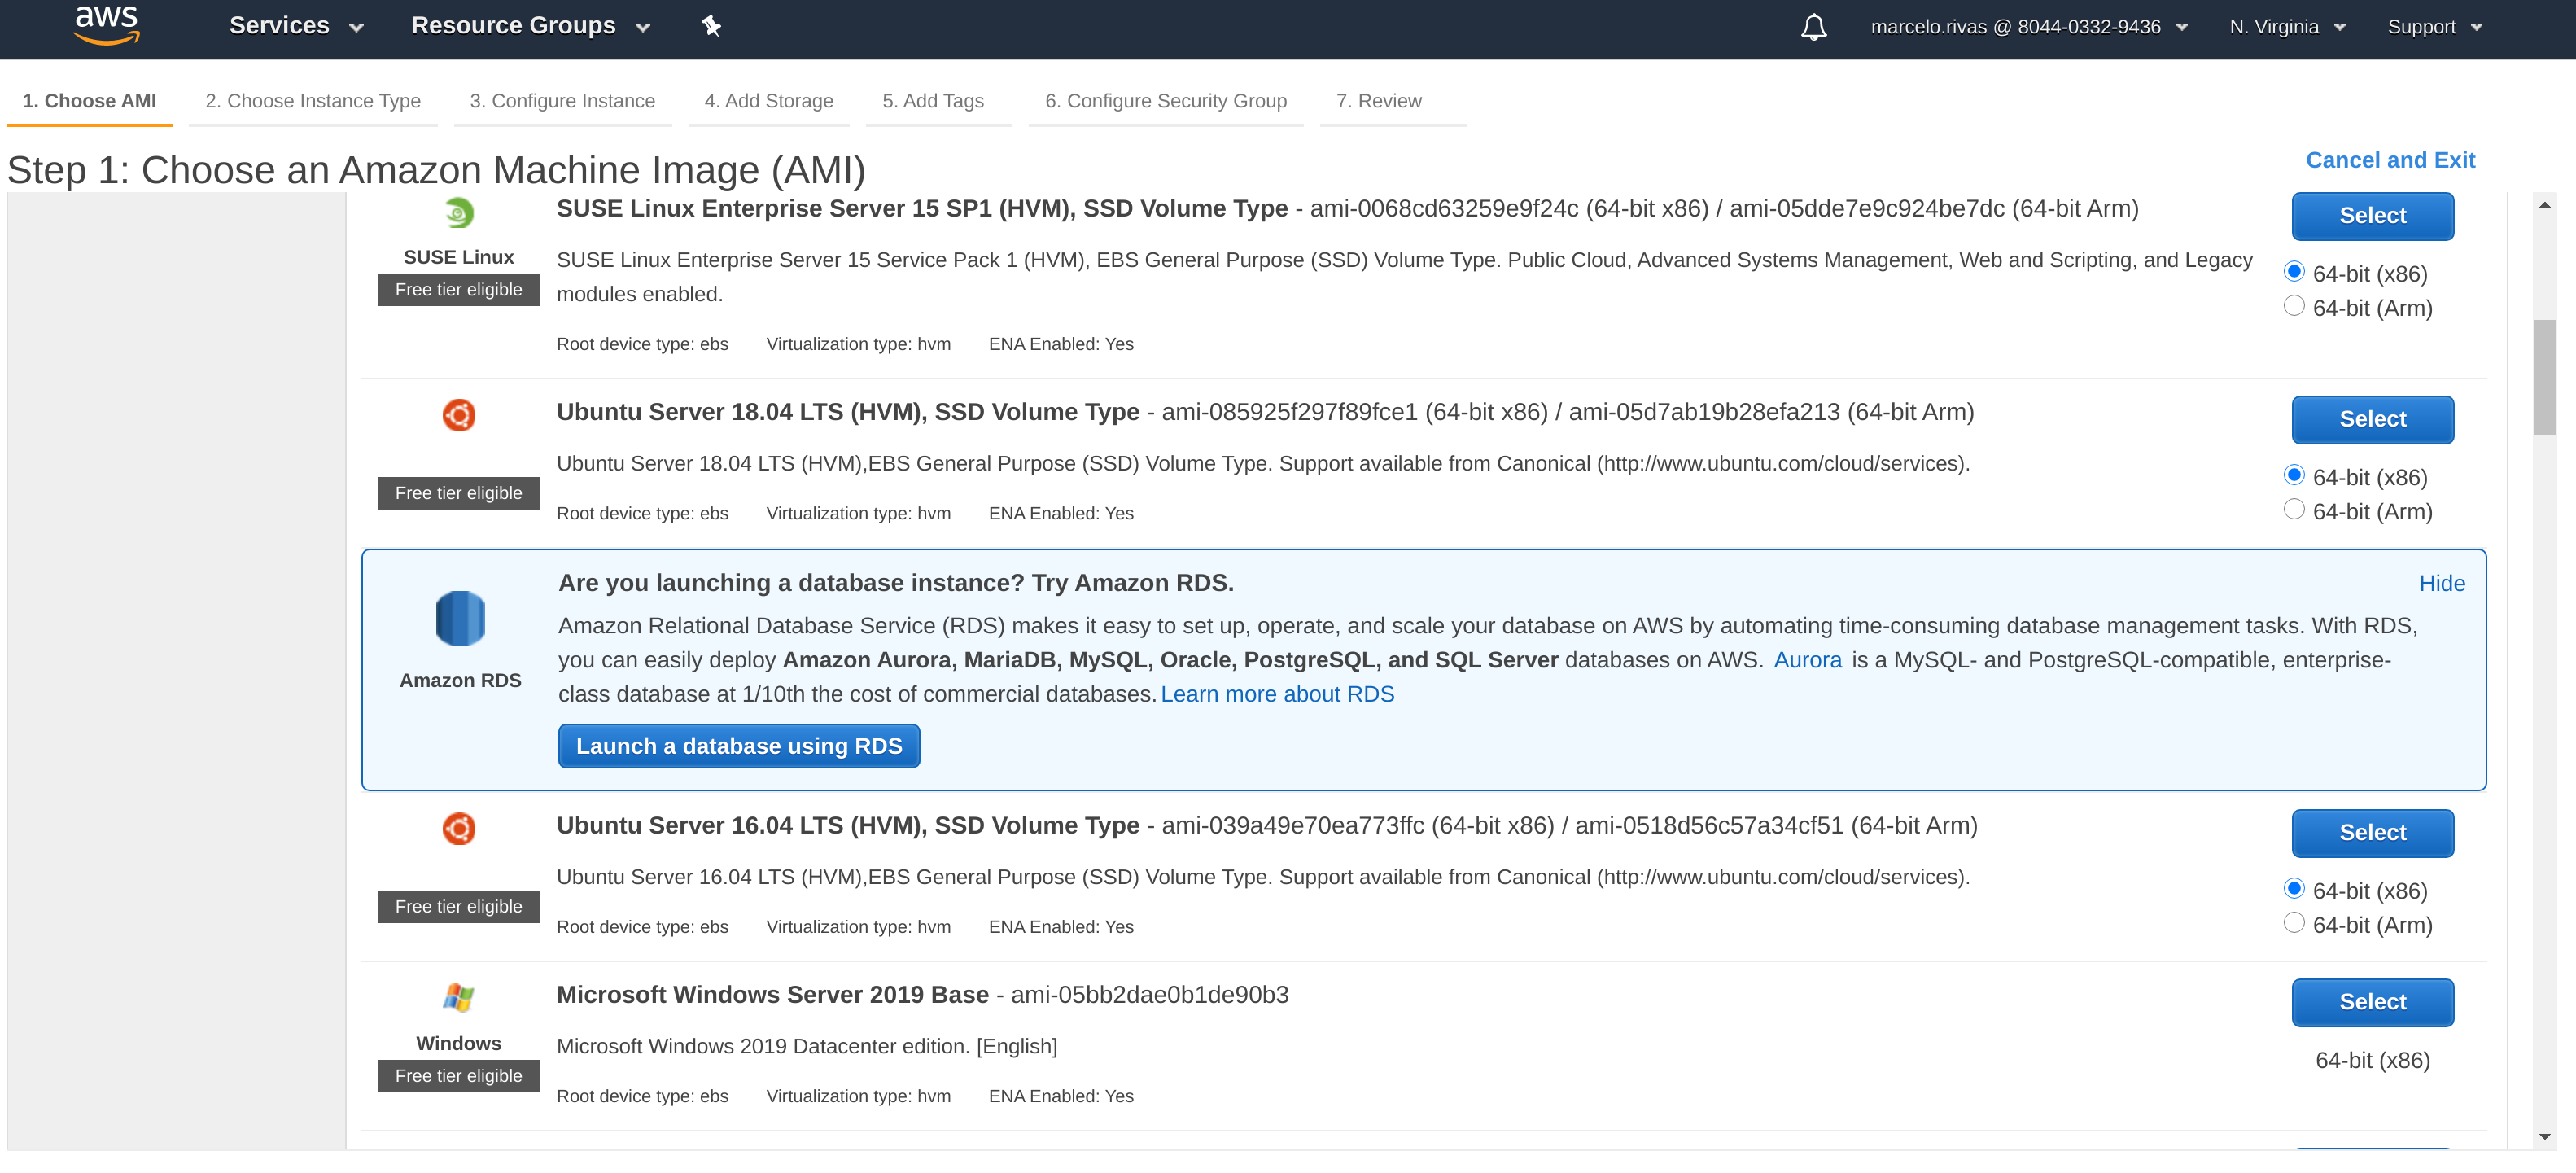 aws Services Resource Groups marcelo.rivas @ 8044-0332-9436 N. Virginia Support
1. Choose AMI 2. Choose Instance Type 3. Configure Instance 4. Add Storage 5. Add Tags 6. Configure Security Group 7. Review
Step 1: Choose an Amazon Machine Image (AMI)
Cancel and Exit
SUSE Linux
Free tier eligible
SUSE Linux Enterprise Server 15 SP1 (HVM), SSD Volume Type - ami-0068cd63259e9f24c (64-bit x86) / ami-05dde7e9c924be7dc (64-bit Arm)
SUSE Linux Enterprise Server 15 Service Pack 1 (HVM), EBS General Purpose (SSD) Volume Type. Public Cloud, Advanced Systems Management, Web and Scripting, and Legacy
modules enabled.
Root device type: ebs Virtualization type: hvm ENA Enabled: Yes
Select
64-bit (x86)
64-bit (Arm)
Free tier eligible
Ubuntu Server 18.04 LTS (HVM), SSD Volume Type - ami-085925f297f89fce1 (64-bit x86) / ami-05d7ab19b28efa213 (64-bit Arm)
Ubuntu Server 18.04 LTS (HVM),EBS General Purpose (SSD) Volume Type. Support available from Canonical (http://www.ubuntu.com/cloud/services).
Root device type: ebs Virtualization type: hvm ENA Enabled: Yes
Select
64-bit (x86)
64-bit (Arm)
Amazon RDS
Are you launching a database instance? Try Amazon RDS.
Hide
Amazon Relational Database Service (RDS) makes it easy to set up, operate, and scale your database on AWS by automating time-consuming database management tasks. With RDS,
you can easily deploy Amazon Aurora, MariaDB, MySQL, Oracle, PostgreSQL, and SQL Server databases on AWS. Aurora is a MySQL- and PostgreSQL-compatible, enterprise-
class database at 1/10th the cost of commercial databases. Learn more about RDS
Launch a database using RDS
Free tier eligible
Ubuntu Server 16.04 LTS (HVM), SSD Volume Type - ami-039a49e70ea773ffc (64-bit x86) / ami-0518d56c57a34cf51 (64-bit Arm)
Ubuntu Server 16.04 LTS (HVM),EBS General Purpose (SSD) Volume Type. Support available from Canonical (http://www.ubuntu.com/cloud/services).
Root device type: ebs Virtualization type: hvm ENA Enabled: Yes
Select
64-bit (x86)
64-bit (Arm)
Windows
Free tier eligible
Microsoft Windows Server 2019 Base - ami-05bb2dae0b1de90b3
Microsoft Windows 2019 Datacenter edition. [English]
Root device type: ebs Virtualization type: hvm ENA Enabled: Yes
Select
64-bit (x86)